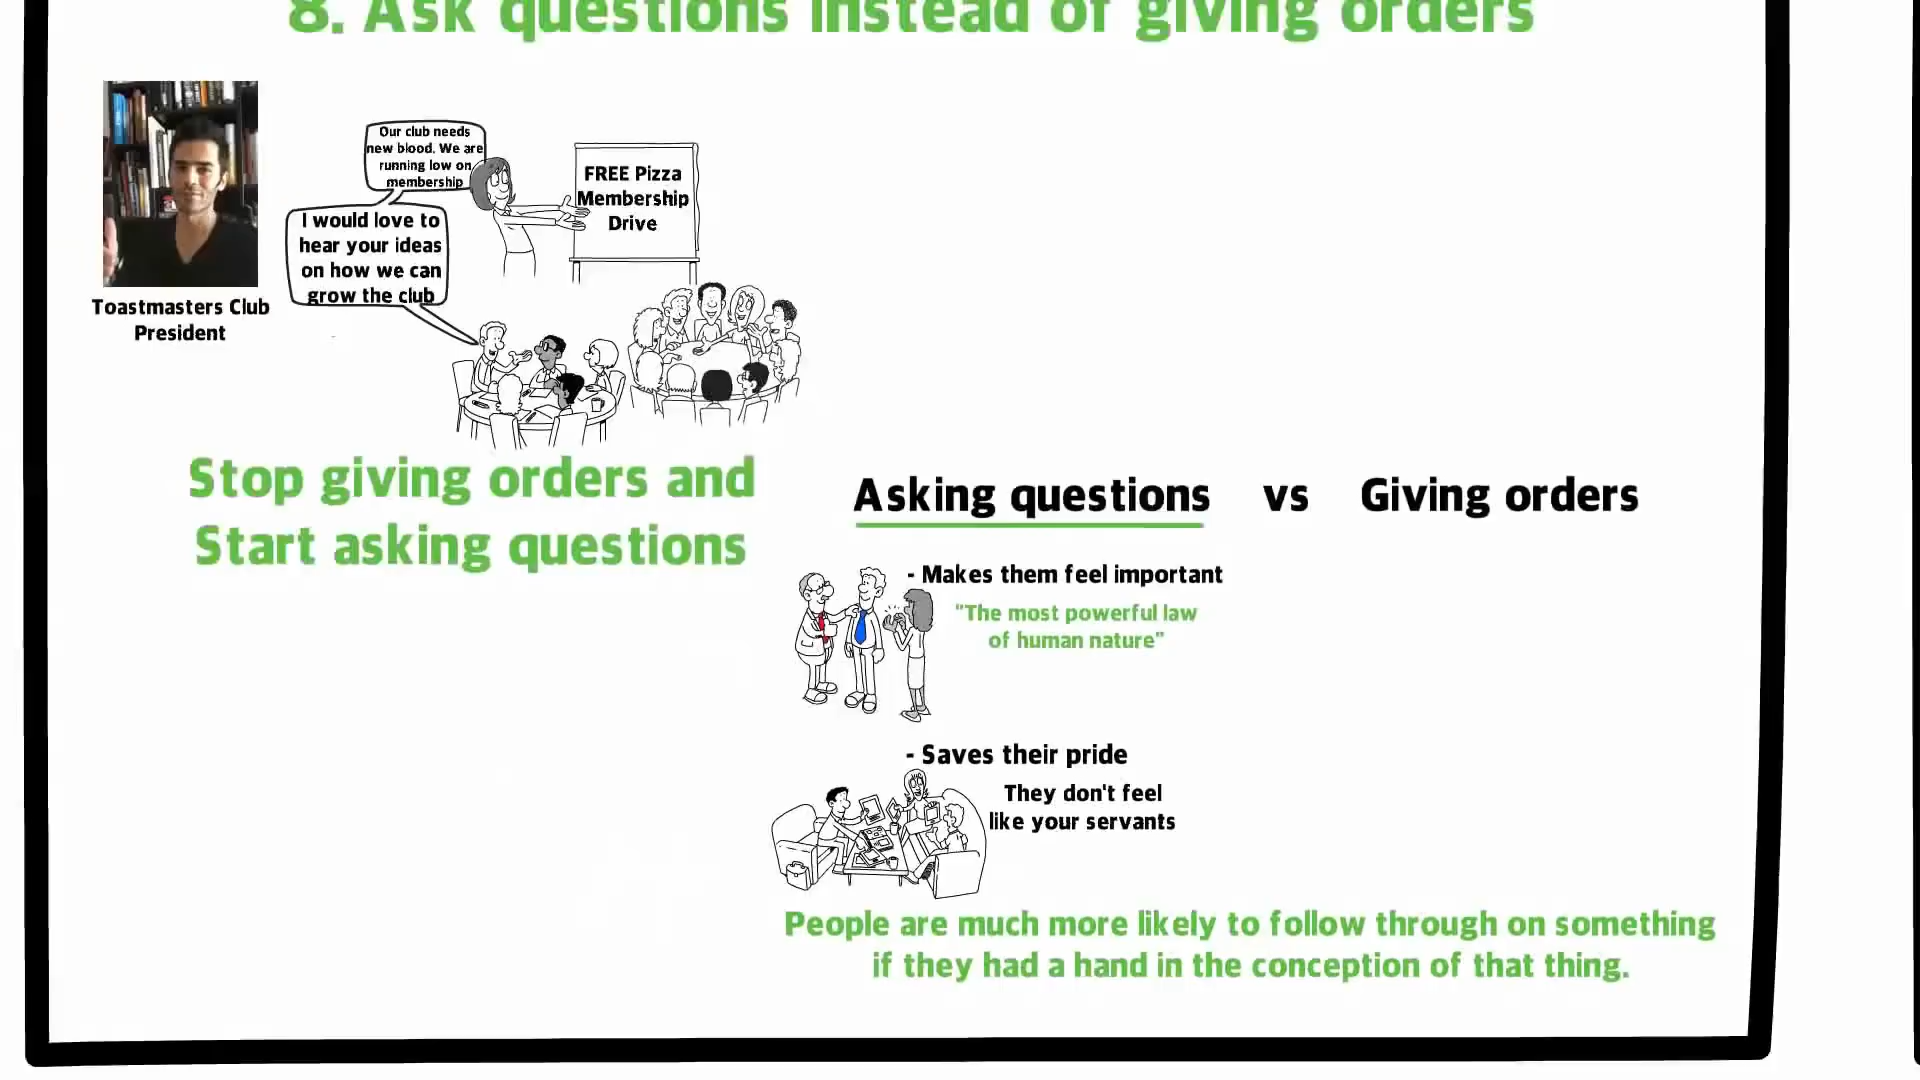 8. Ask questions instead of giving orders
Our club needs
new blood. We are
running low on
membership
I would love to
hear your ideas
on how we can
grow the club
FREE Pizza
Membership
Drive
Toastmasters Club
President
Stop giving orders and
Start asking questions
Asking questions vs Giving orders
- Makes them feel important
"The most powerful law
of human nature"
- Saves their pride
They don't feel
like your servants
People are much more likely to follow through on something
if they had a hand in the conception of that thing.